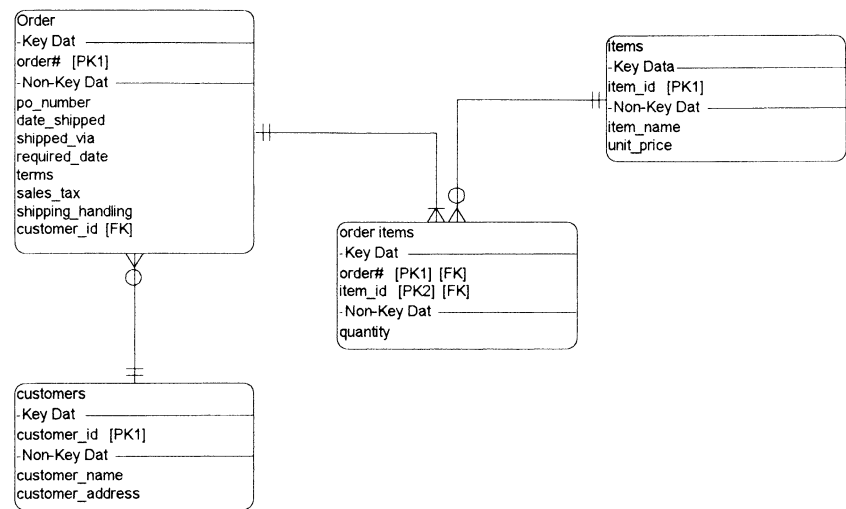 Order
-Key Dat
order# [PK1]
-Non-Key Dat
po_number
date_shipped
shipped_via
required_date
terms
sales_tax
shipping_handling
customer_id [FK]
items
-Key Data
item_id [PK1]
-Non-Key Dat
item_name
unit_price
order items
-Key Dat
order# [PK1] [FK]
item_id [PK2] [FK]
-Non-Key Dat
quantity
customers
-Key Dat
customer_id [PK1]
-Non-Key Dat
customer_name
customer_address